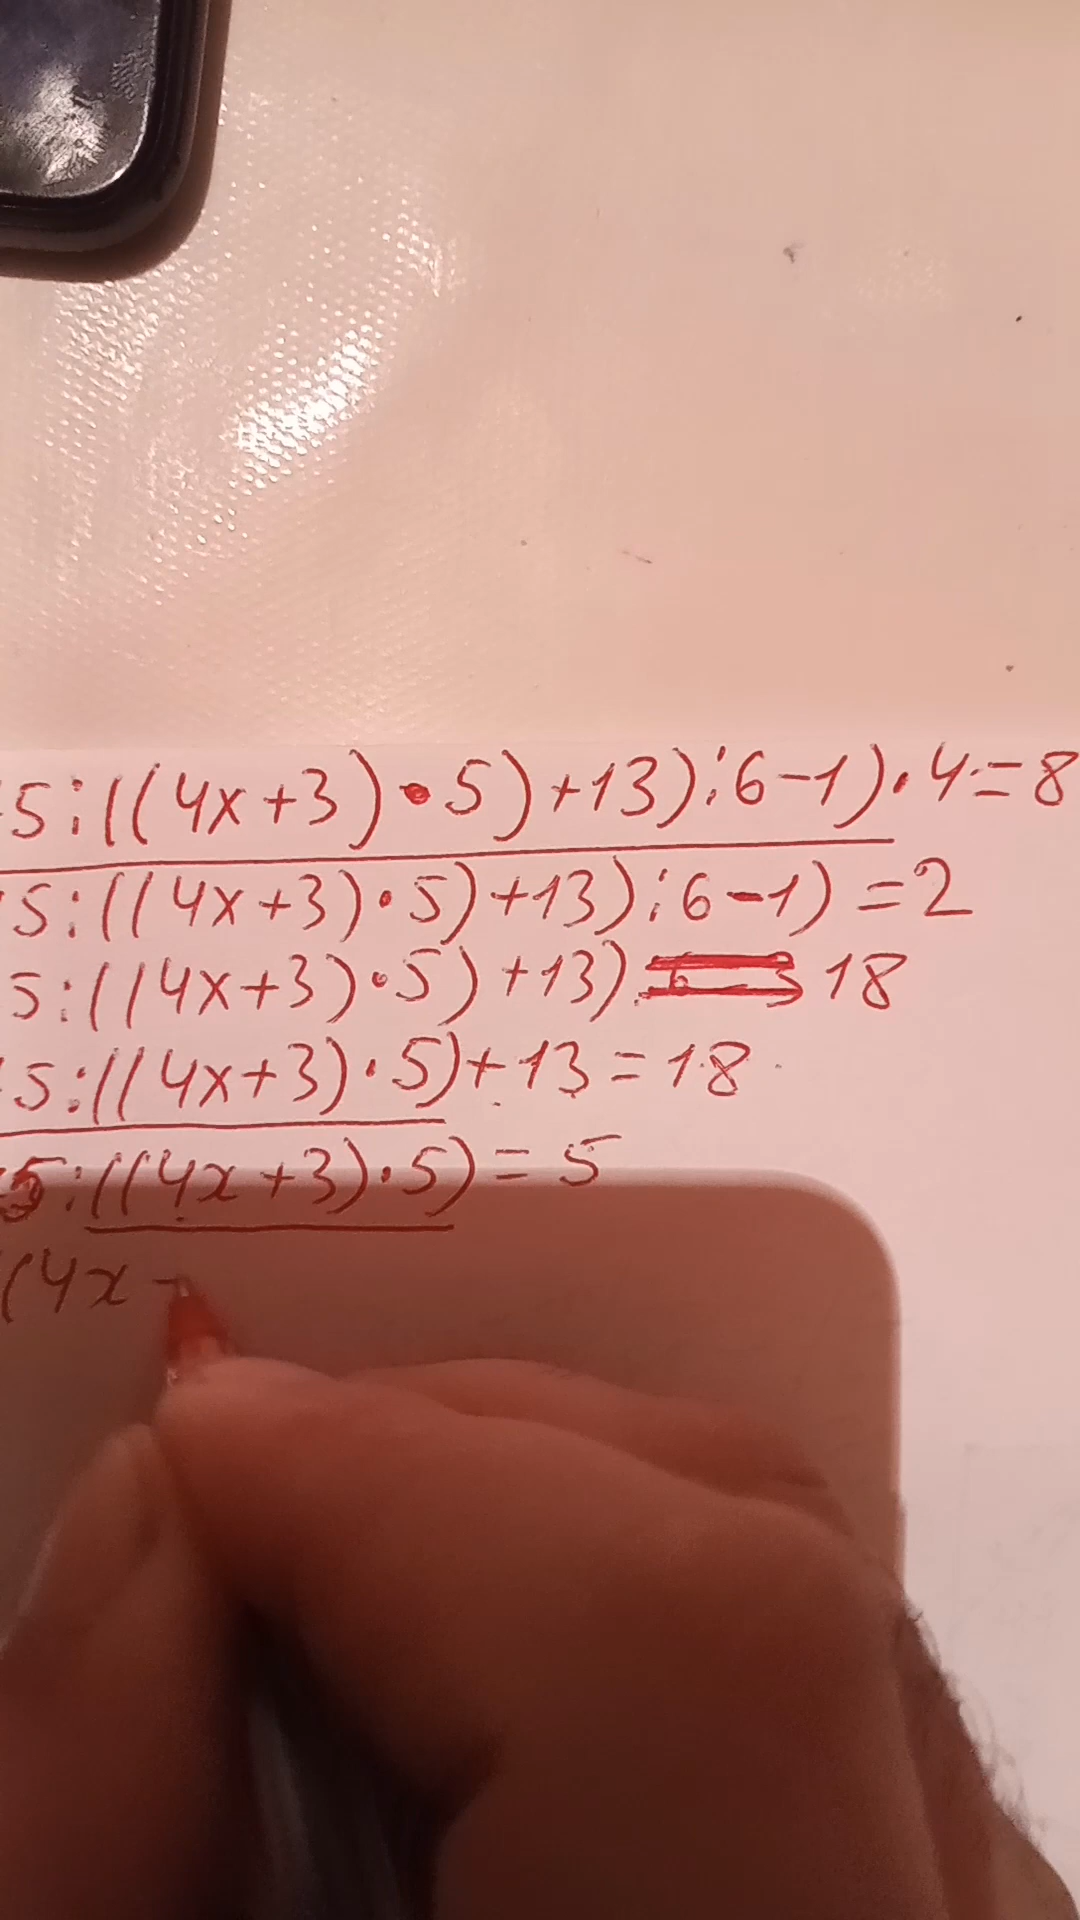 5:(((4x+3)•5)+13):6-1)·4=8
5:(((4x+3)·5)+13):6-1)=2
5:(((4x+3)·5)+13) 18
5:(((4x+3)·5)+13=18
5:(((4x+3)·5)=5
(4x